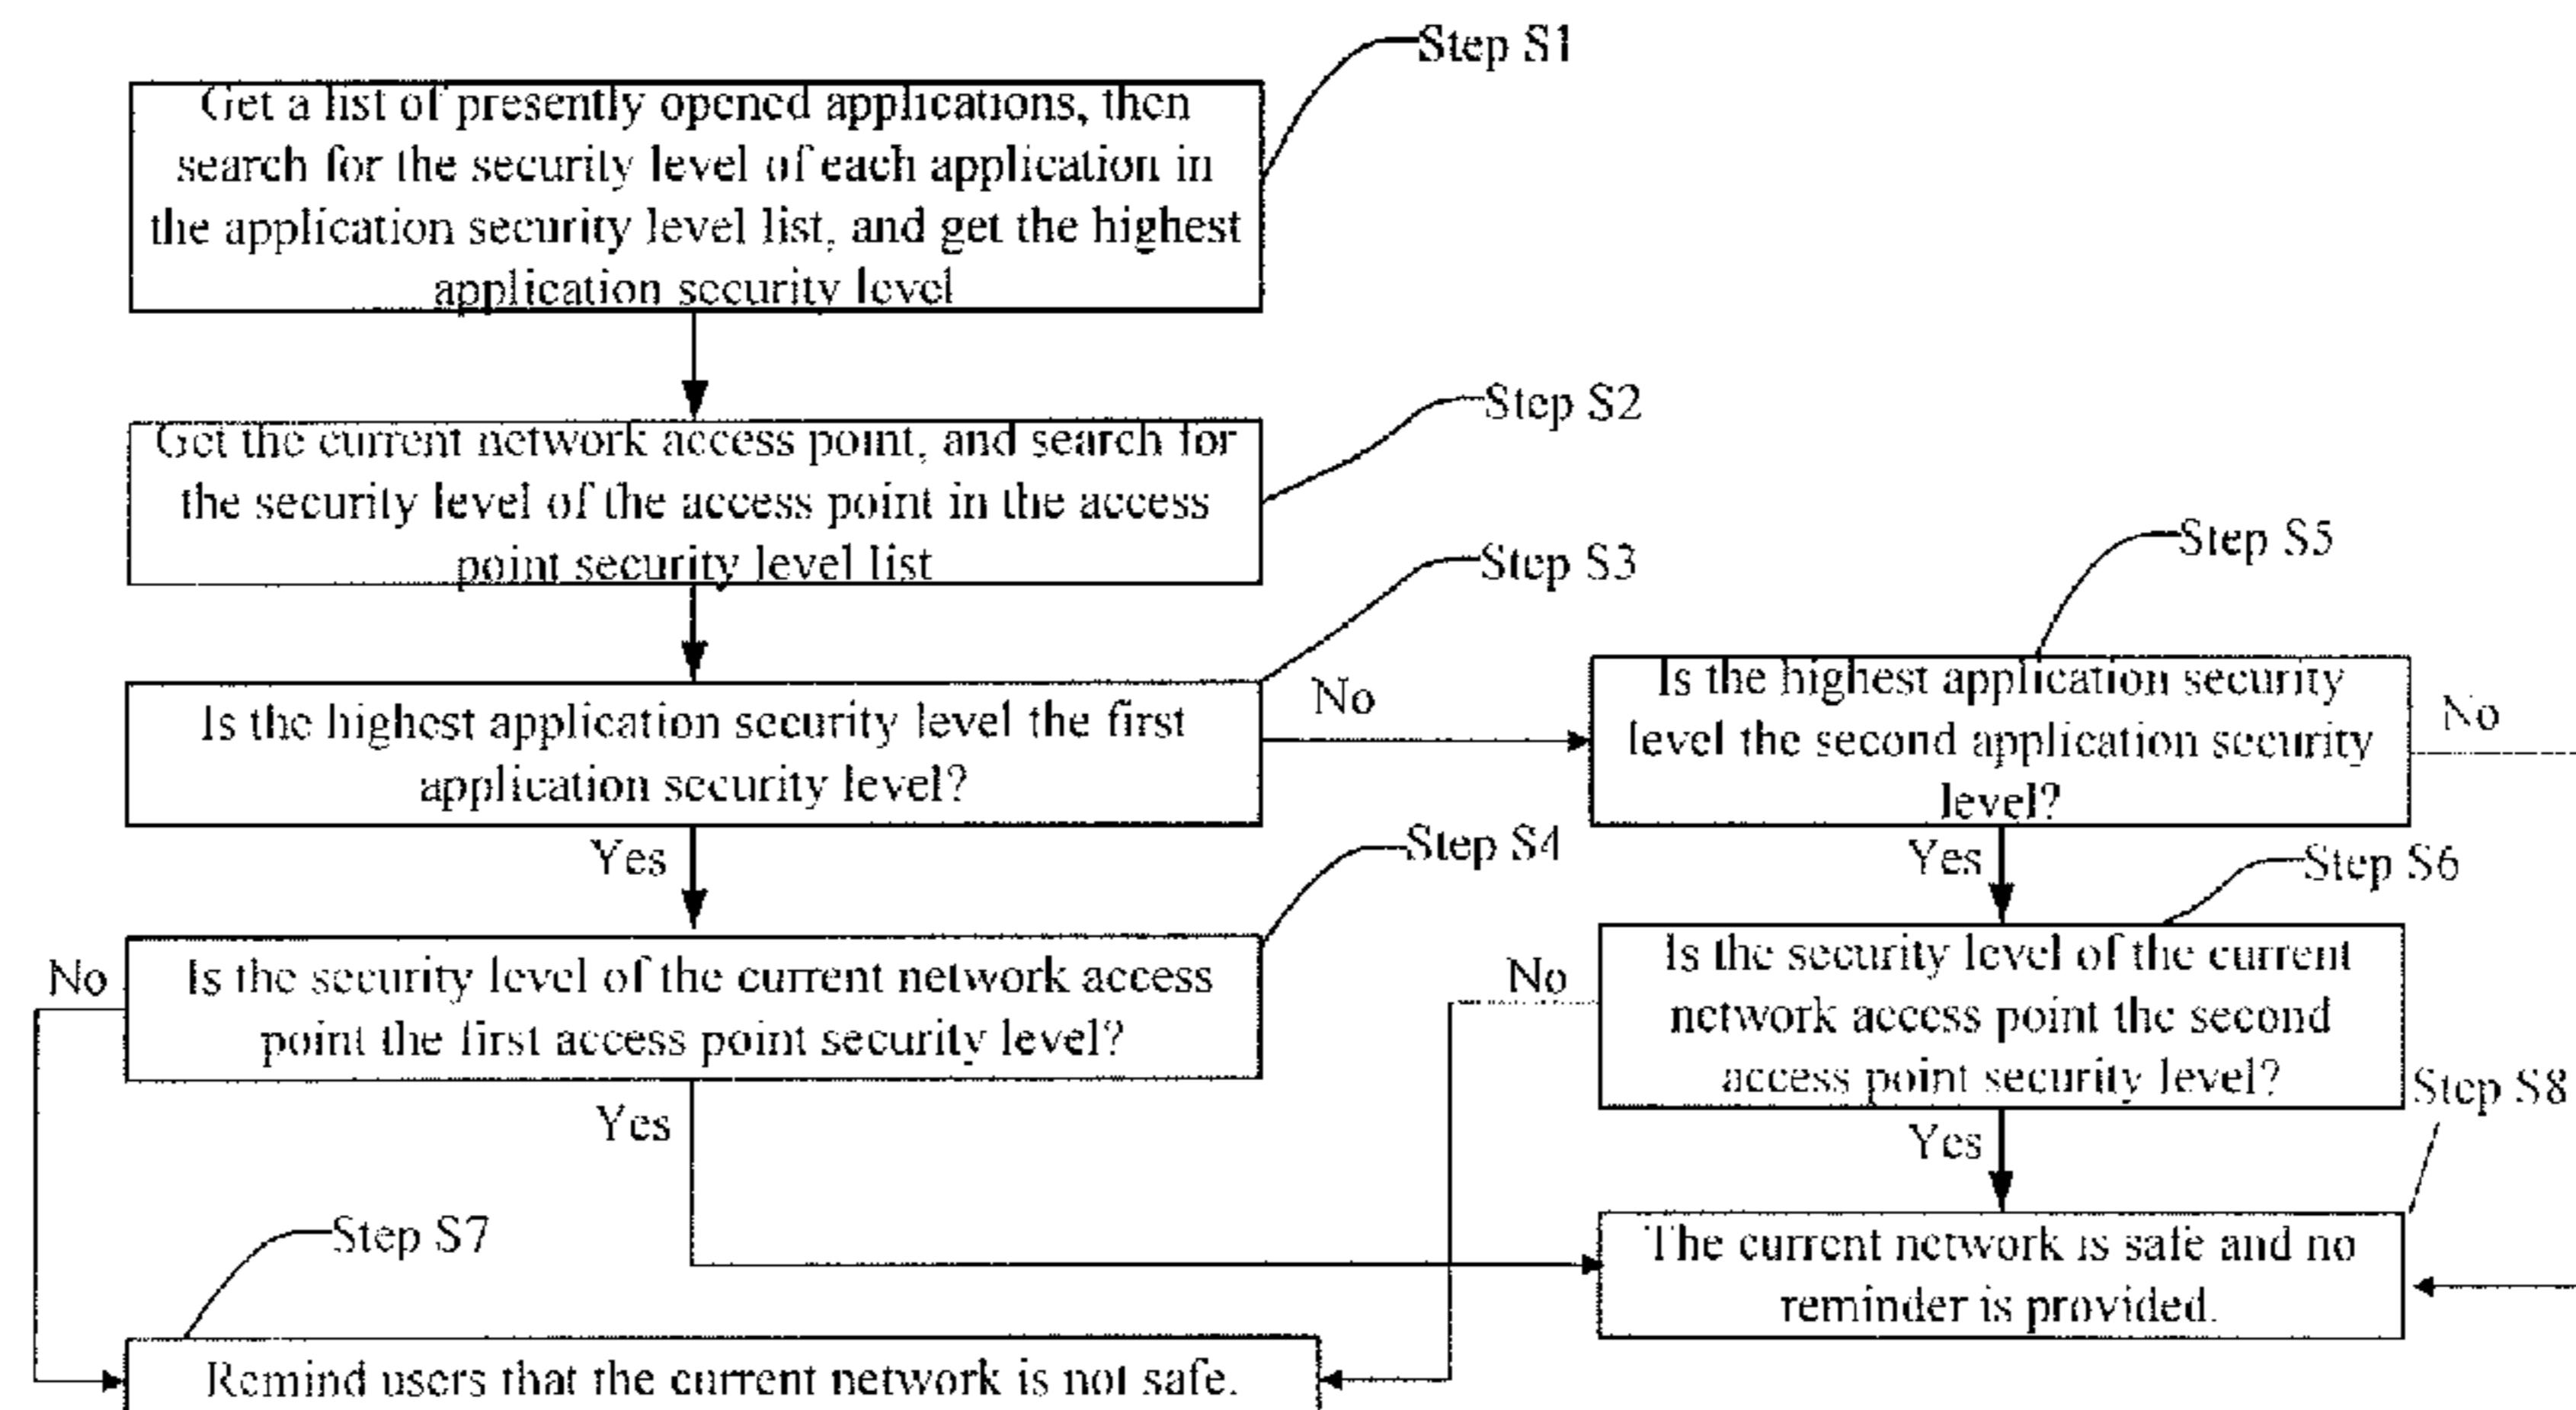 Step S1
Get a list of presently opened applications, then
search for the security level of each application in
the application security level list, and get the highest
application security level
Step S2
Get the current network access point, and search for
the security level of the access point in the access
point security level list
Step S3
Step S5
Is the highest application security level the first
application security level?
No
Is the highest application security
level the second application security
level?
No
Yes
Step S4
Yes
Step S6
No
Is the security level of the current network access
point the first access point security level?
No
Is the security level of the current
network access point the second
access point security level?
Step S8
Yes
Yes
Step S7
The current network is safe and no
reminder is provided.
Remind users that the current network is not safe.